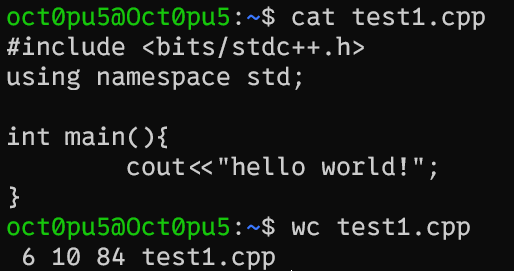 oct0pu5@Oct0pu5:~$ cat test1.cpp
#include <bits/stdc++.h>
using namespace std;

int main(){
        cout<<"hello world!";
}
oct0pu5@Oct0pu5:~$ wc test1.cpp
 6 10 84 test1.cpp